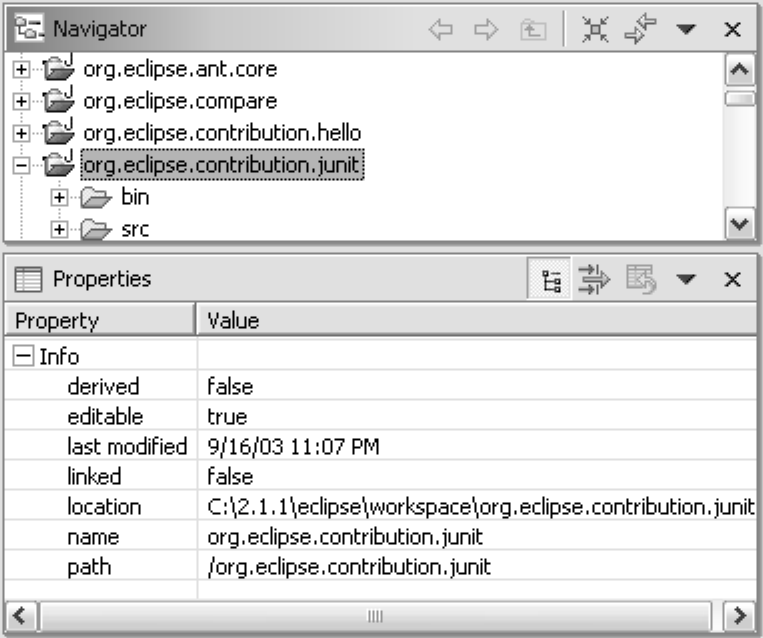 Navigator
org.eclipse.ant.core
org.eclipse.compare
org.eclipse.contribution.hello
org.eclipse.contribution.junit
bin
src
Properties
Property Value
Info
derived false
editable true
last modified 9/16/03 11:07 PM
linked false
location C:\2.1.1\eclipse\workspace\org.eclipse.contribution.junit
name org.eclipse.contribution.junit
path /org.eclipse.contribution.junit